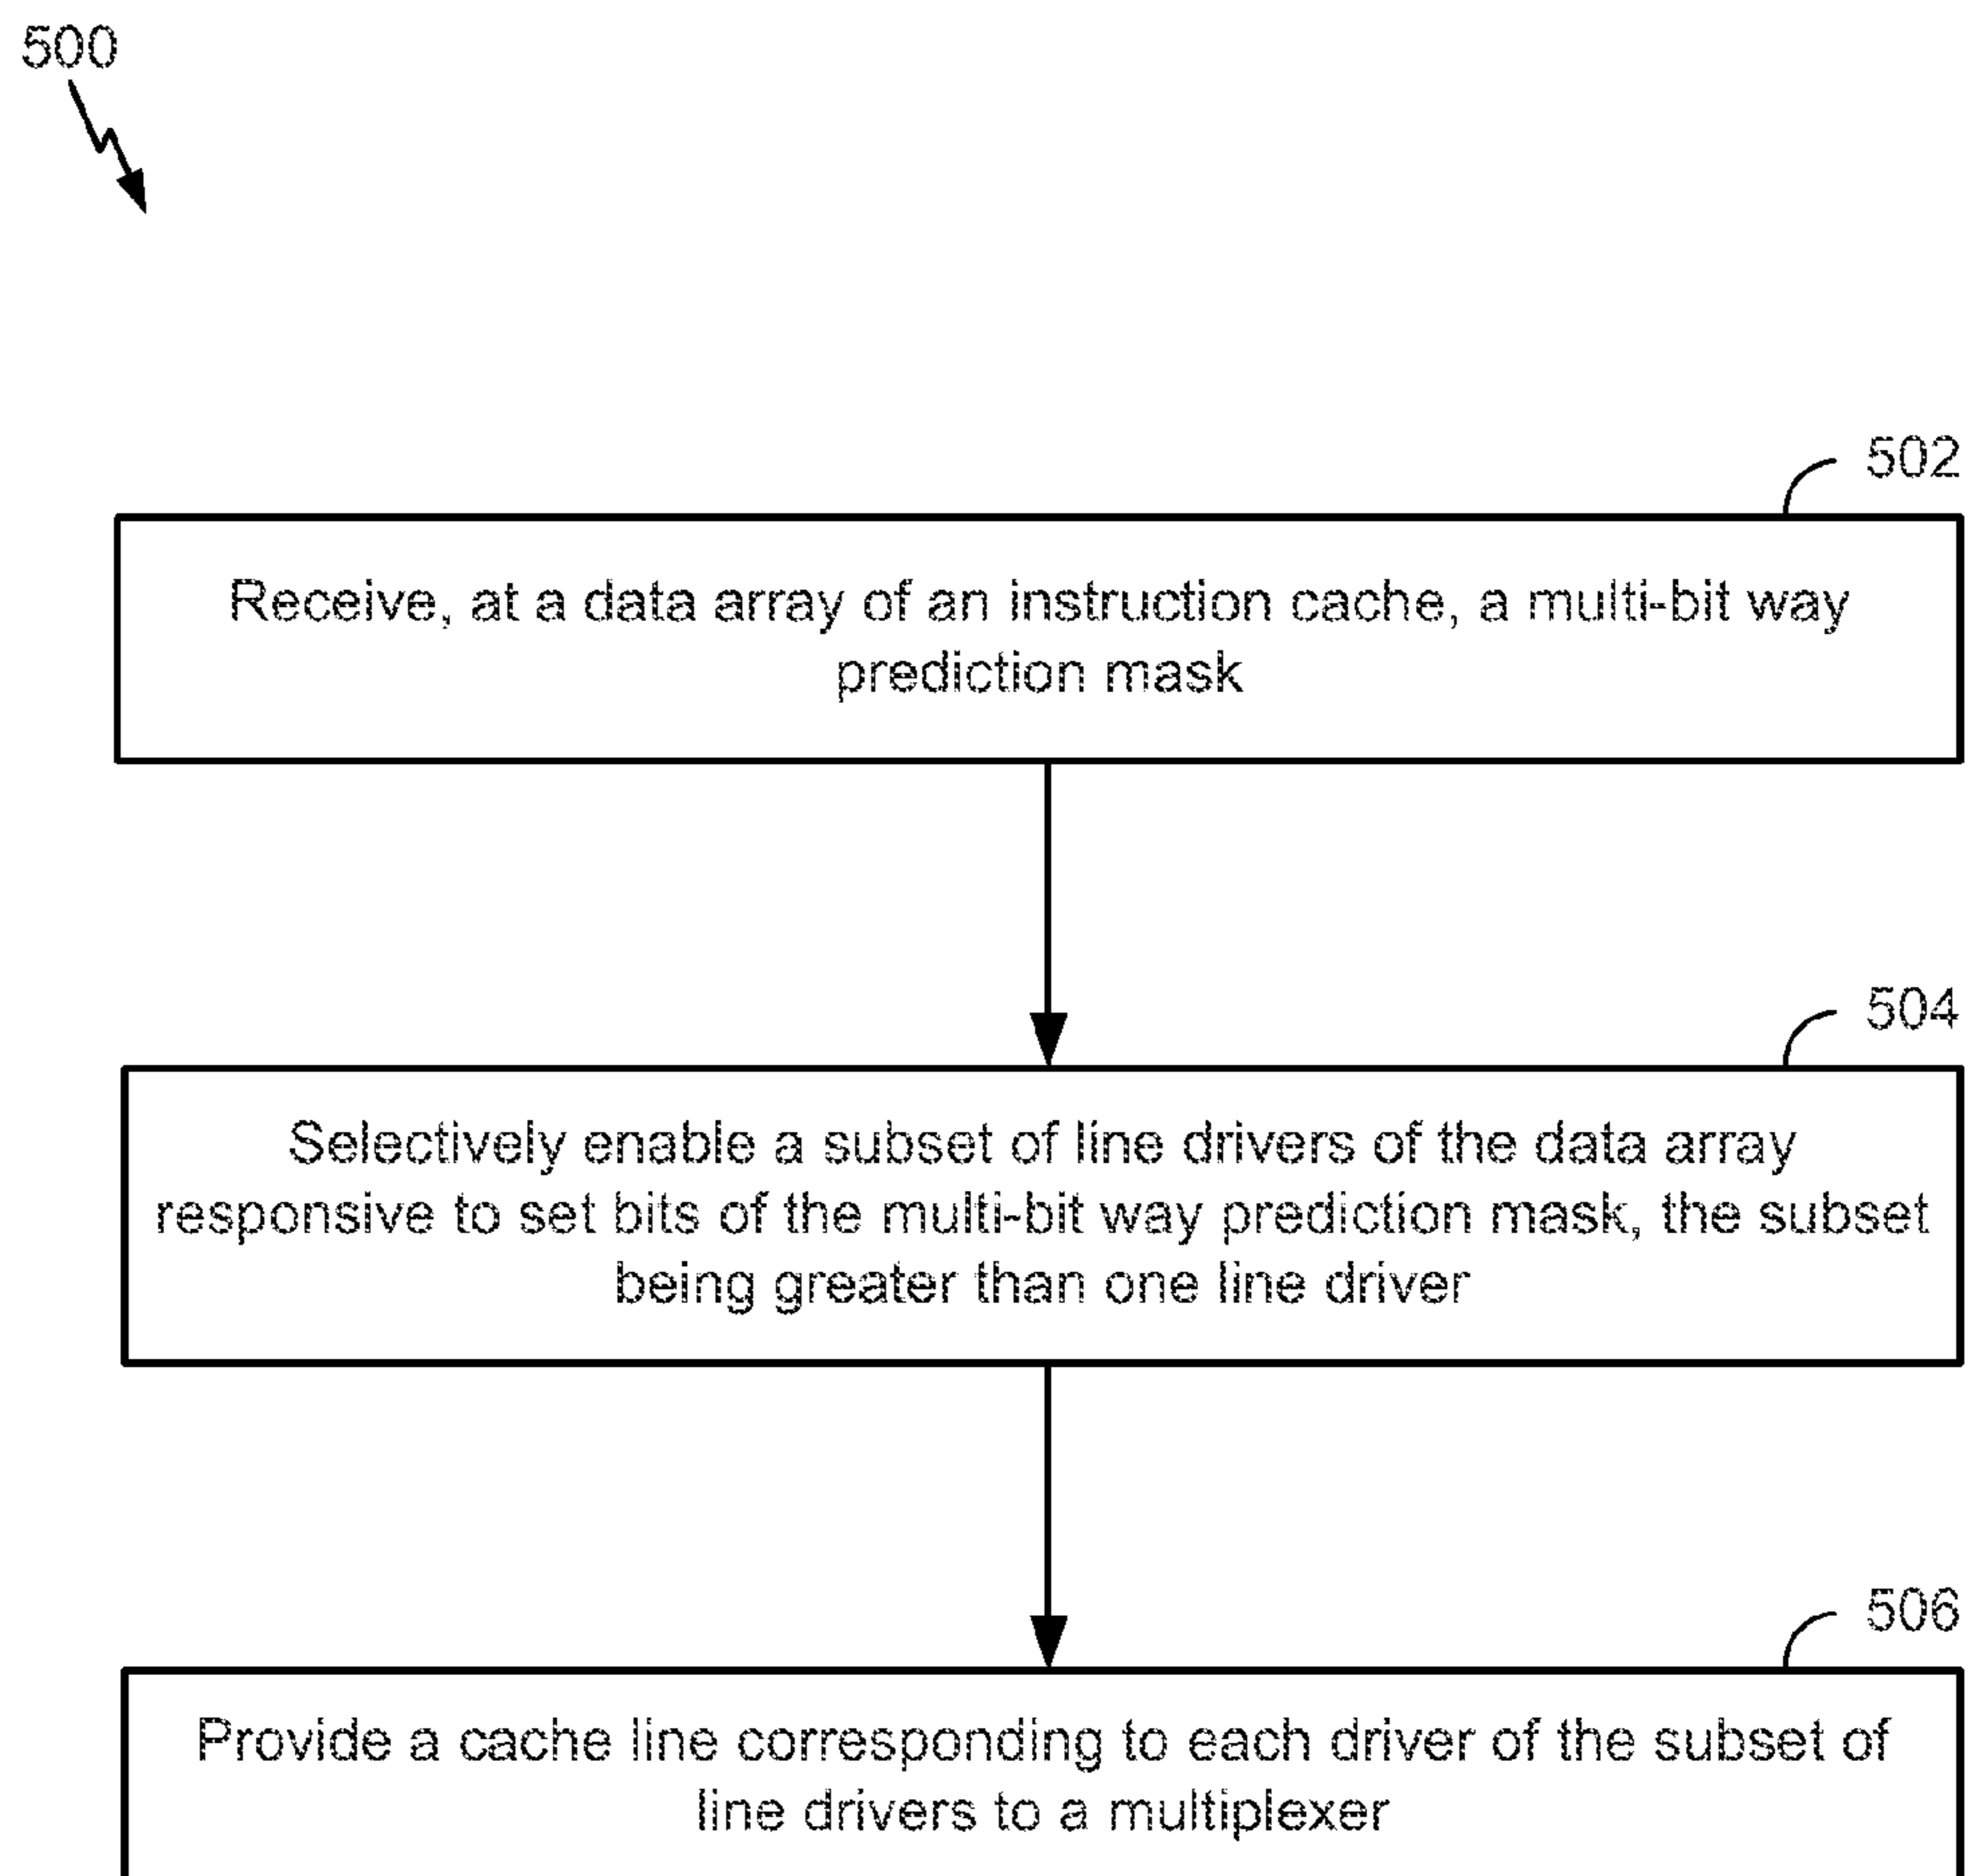 500
502
Receive, at a data array of an instruction cache, a multi-bit way
prediction mask
504
Selectively enable a subset of line drivers of the data array
responsive to set bits of the multi-bit way prediction mask, the subset
being greater than one line driver
506
Provide a cache line corresponding to each driver of the subset of
line drivers to a multiplexer